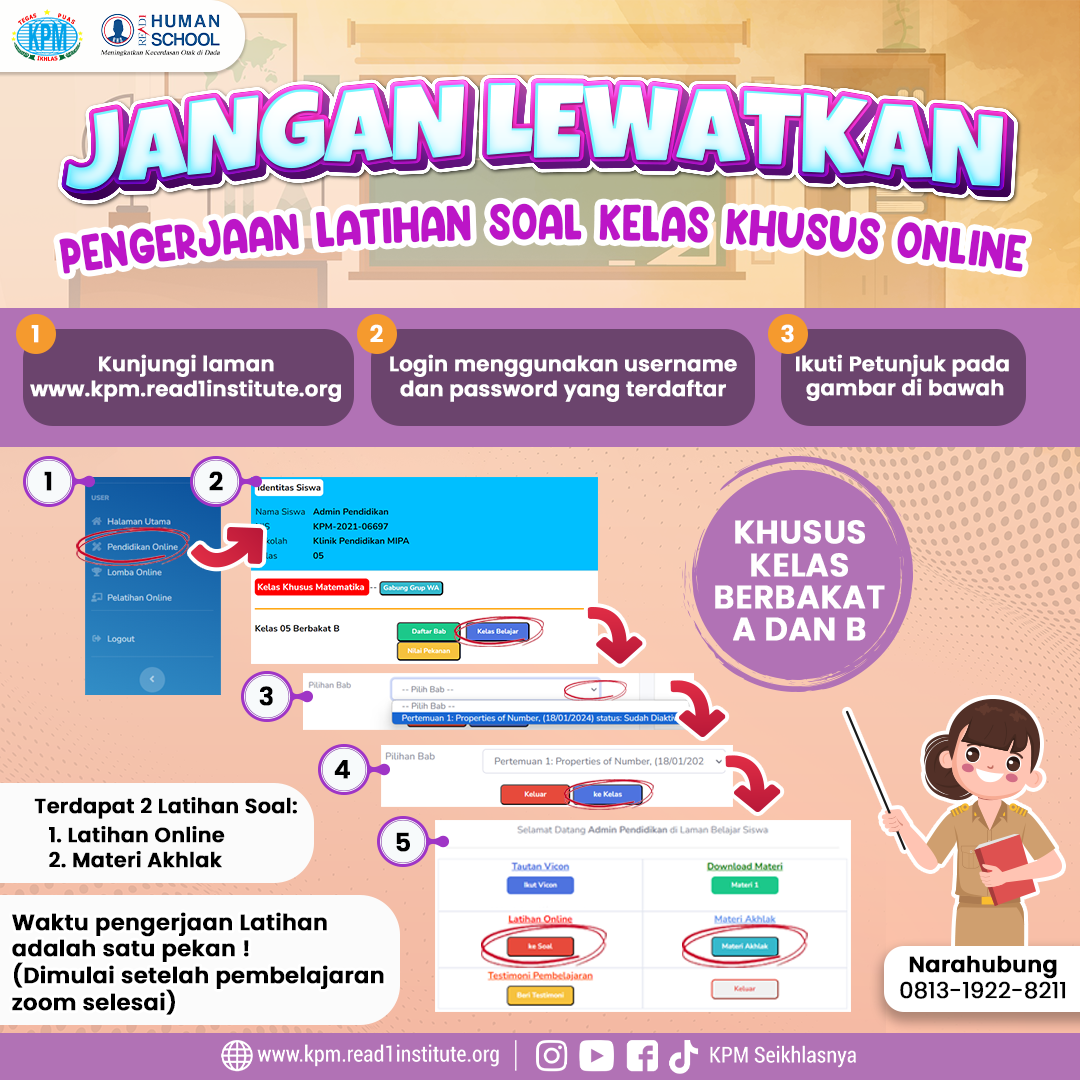 TEGAS PUAS
KPM
IKHLAS
READ1
HUMAN
SCHOOL
Meningkatkan Kecerdasan Otak di Dada
JANGAN LEWATKAN
PENGERJAAN LATIHAN SOAL KELAS KHUSUS ONLINE
1
Kunjungi laman
www.kpm.read1institute.org
2
Login menggunakan username
dan password yang terdaftar
3
Ikuti Petunjuk pada
gambar di bawah
1
USER
Halaman Utama
Pendidikan Online
Lomba Online
Pelatihan Online
Logout
2
Identitas Siswa
Nama Siswa Admin Pendidikan
KPM-2021-06697
Klinik Pendidikan MIPA
05
Kelas Khusus Matematika -- Gabung Grup WA
Kelas 05 Berbakat B
Daftar Bab
Kelas Belajar
Nilai Pekanan
KHUSUS
KELAS
BERBAKAT
A DAN B
3
Pilihan Bab
-- Pilih Bab --
-- Pilih Bab --
Pertemuan 1: Properties of Number, (18/01/2024) status: Sudah
4
Pilihan Bab
Pertemuan 1: Properties of Number, (18/01/202
Keluar
ke Kelas
Terdapat 2 Latihan Soal:
1. Latihan Online
2. Materi Akhlak
5
Selamat Datang Admin Pendidikan di Laman Belajar Siswa
Tautan Vicon
Ikut Vicon
Download Materi
Materi 1
Latihan Online
ke Soal
Materi Akhlak
Materi Akhlak
Testimoni Pembelajaran
Beri Testimoni
Keluar
Waktu pengerjaan Latihan
adalah satu pekan !
(Dimulai setelah pembelajaran
zoom selesai)
Narahubung
0813-1922-8211
www.kpm.read1institute.org
KPM Seikhlasnya